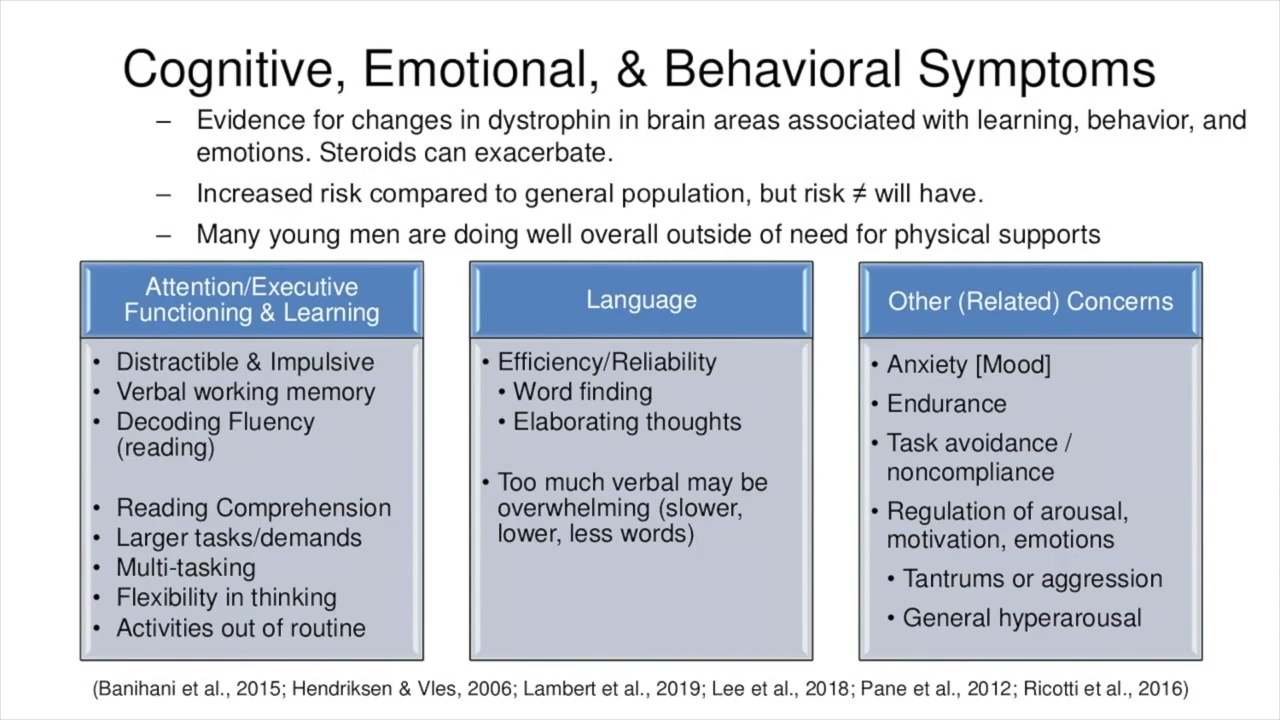 Cognitive, Emotional, & Behavioral Symptoms
– Evidence for changes in dystrophin in brain areas associated with learning, behavior, and
emotions. Steroids can exacerbate.
– Increased risk compared to general population, but risk ≠ will have.
– Many young men are doing well overall outside of need for physical supports
Attention/Executive
Functioning & Learning
• Distractible & Impulsive
• Verbal working memory
• Decoding Fluency
(reading)
• Reading Comprehension
• Larger tasks/demands
• Multi-tasking
• Flexibility in thinking
• Activities out of routine
Language
• Efficiency/Reliability
• Word finding
• Elaborating thoughts
• Too much verbal may be
overwhelming (slower,
lower, less words)
Other (Related) Concerns
• Anxiety [Mood]
• Endurance
• Task avoidance /
noncompliance
• Regulation of arousal,
motivation, emotions
• Tantrums or aggression
• General hyperarousal
(Banihani et al., 2015; Hendriksen & Vles, 2006; Lambert et al., 2019; Lee et al., 2018; Pane et al., 2012; Ricotti et al., 2016)